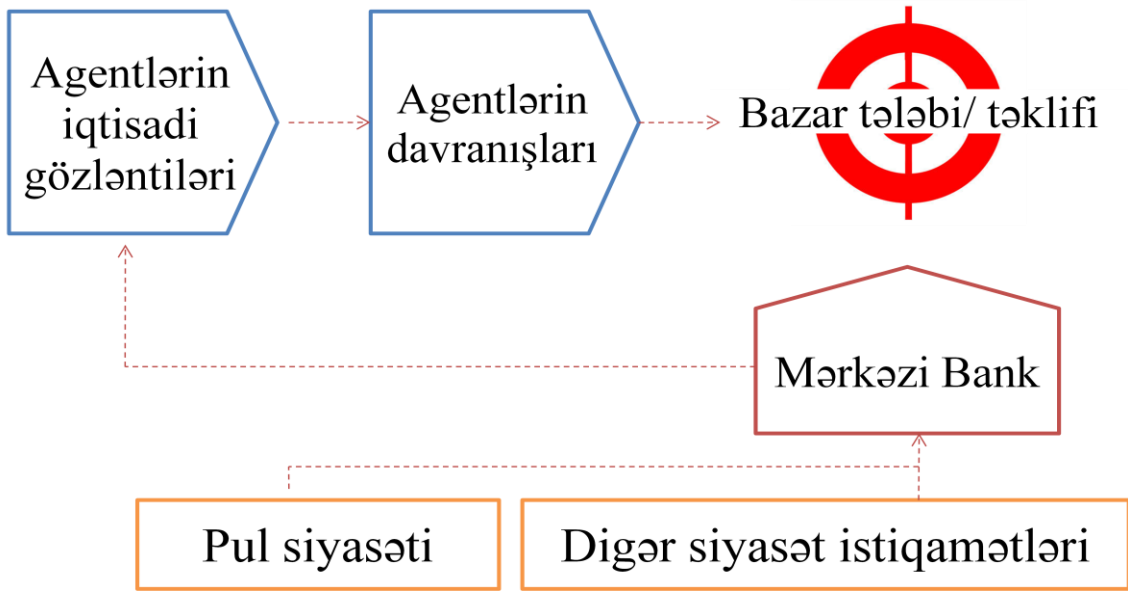 Agentlərin
iqtisadi
gözləntiləri
Agentlərin
davranışları
Bazar tələbi/ təklifi
Mərkəzi Bank
Pul siyasəti
Digər siyasət istiqamətləri